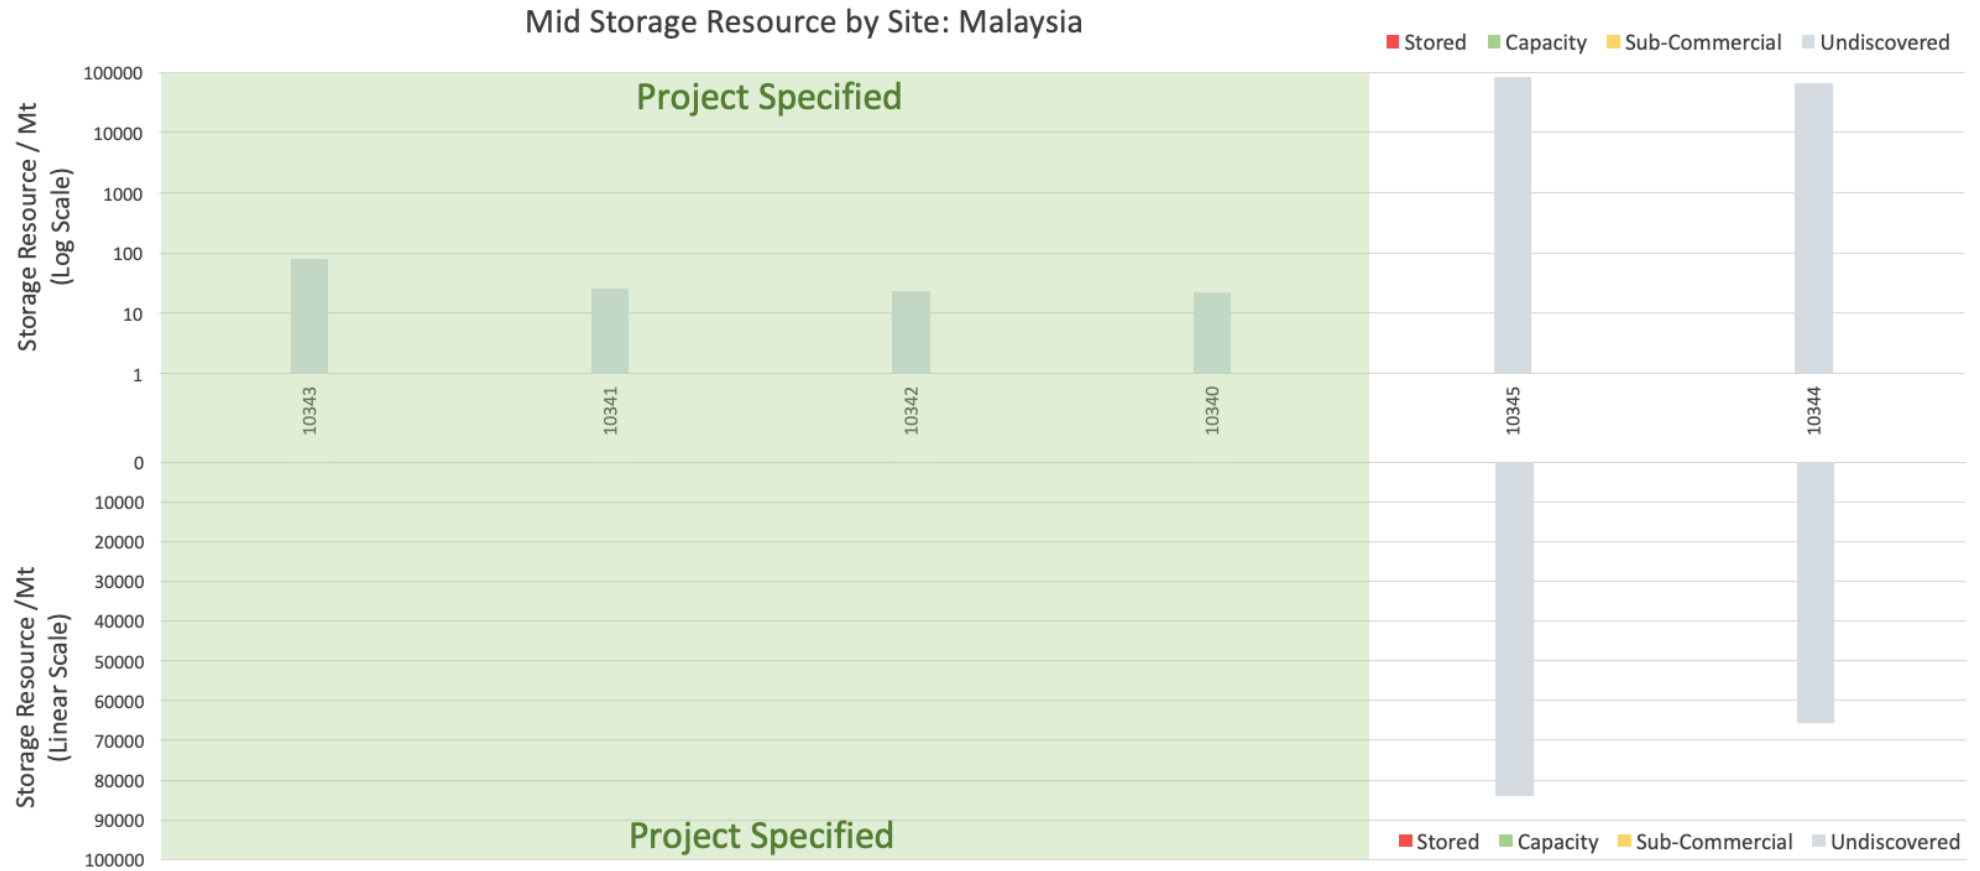 Mid Storage Resource by Site: Malaysia
Stored Capacity Sub-Commercial Undiscovered
Project Specified
Storage Resource / Mt
(Log Scale)
100000
10000
1000
100
10
1
10343 10341 10342 10340 10345 10344
Storage Resource /Mt
(Linear Scale)
0
10000
20000
30000
40000
50000
60000
70000
80000
90000
100000
Project Specified
Stored Capacity Sub-Commercial Undiscovered